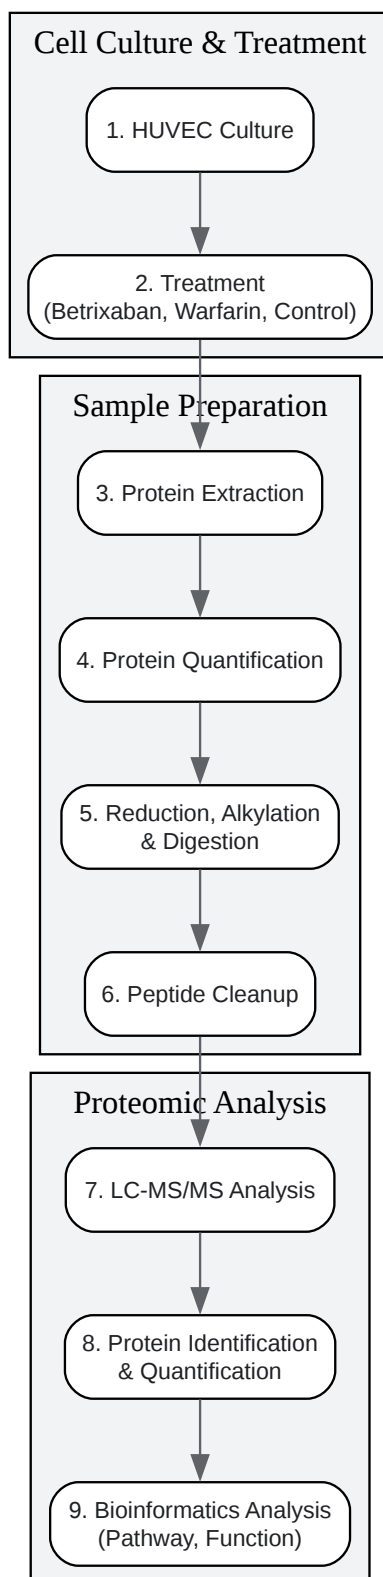 Cell Culture & Treatment
1. HUVEC Culture
2. Treatment
(Betrixaban, Warfarin, Control)
Sample Preparation
3. Protein Extraction
4. Protein Quantification
5. Reduction, Alkylation
& Digestion
6. Peptide Cleanup
Proteomic Analysis
7. LC-MS/MS Analysis
8. Protein Identification
& Quantification
9. Bioinformatics Analysis
(Pathway, Function)